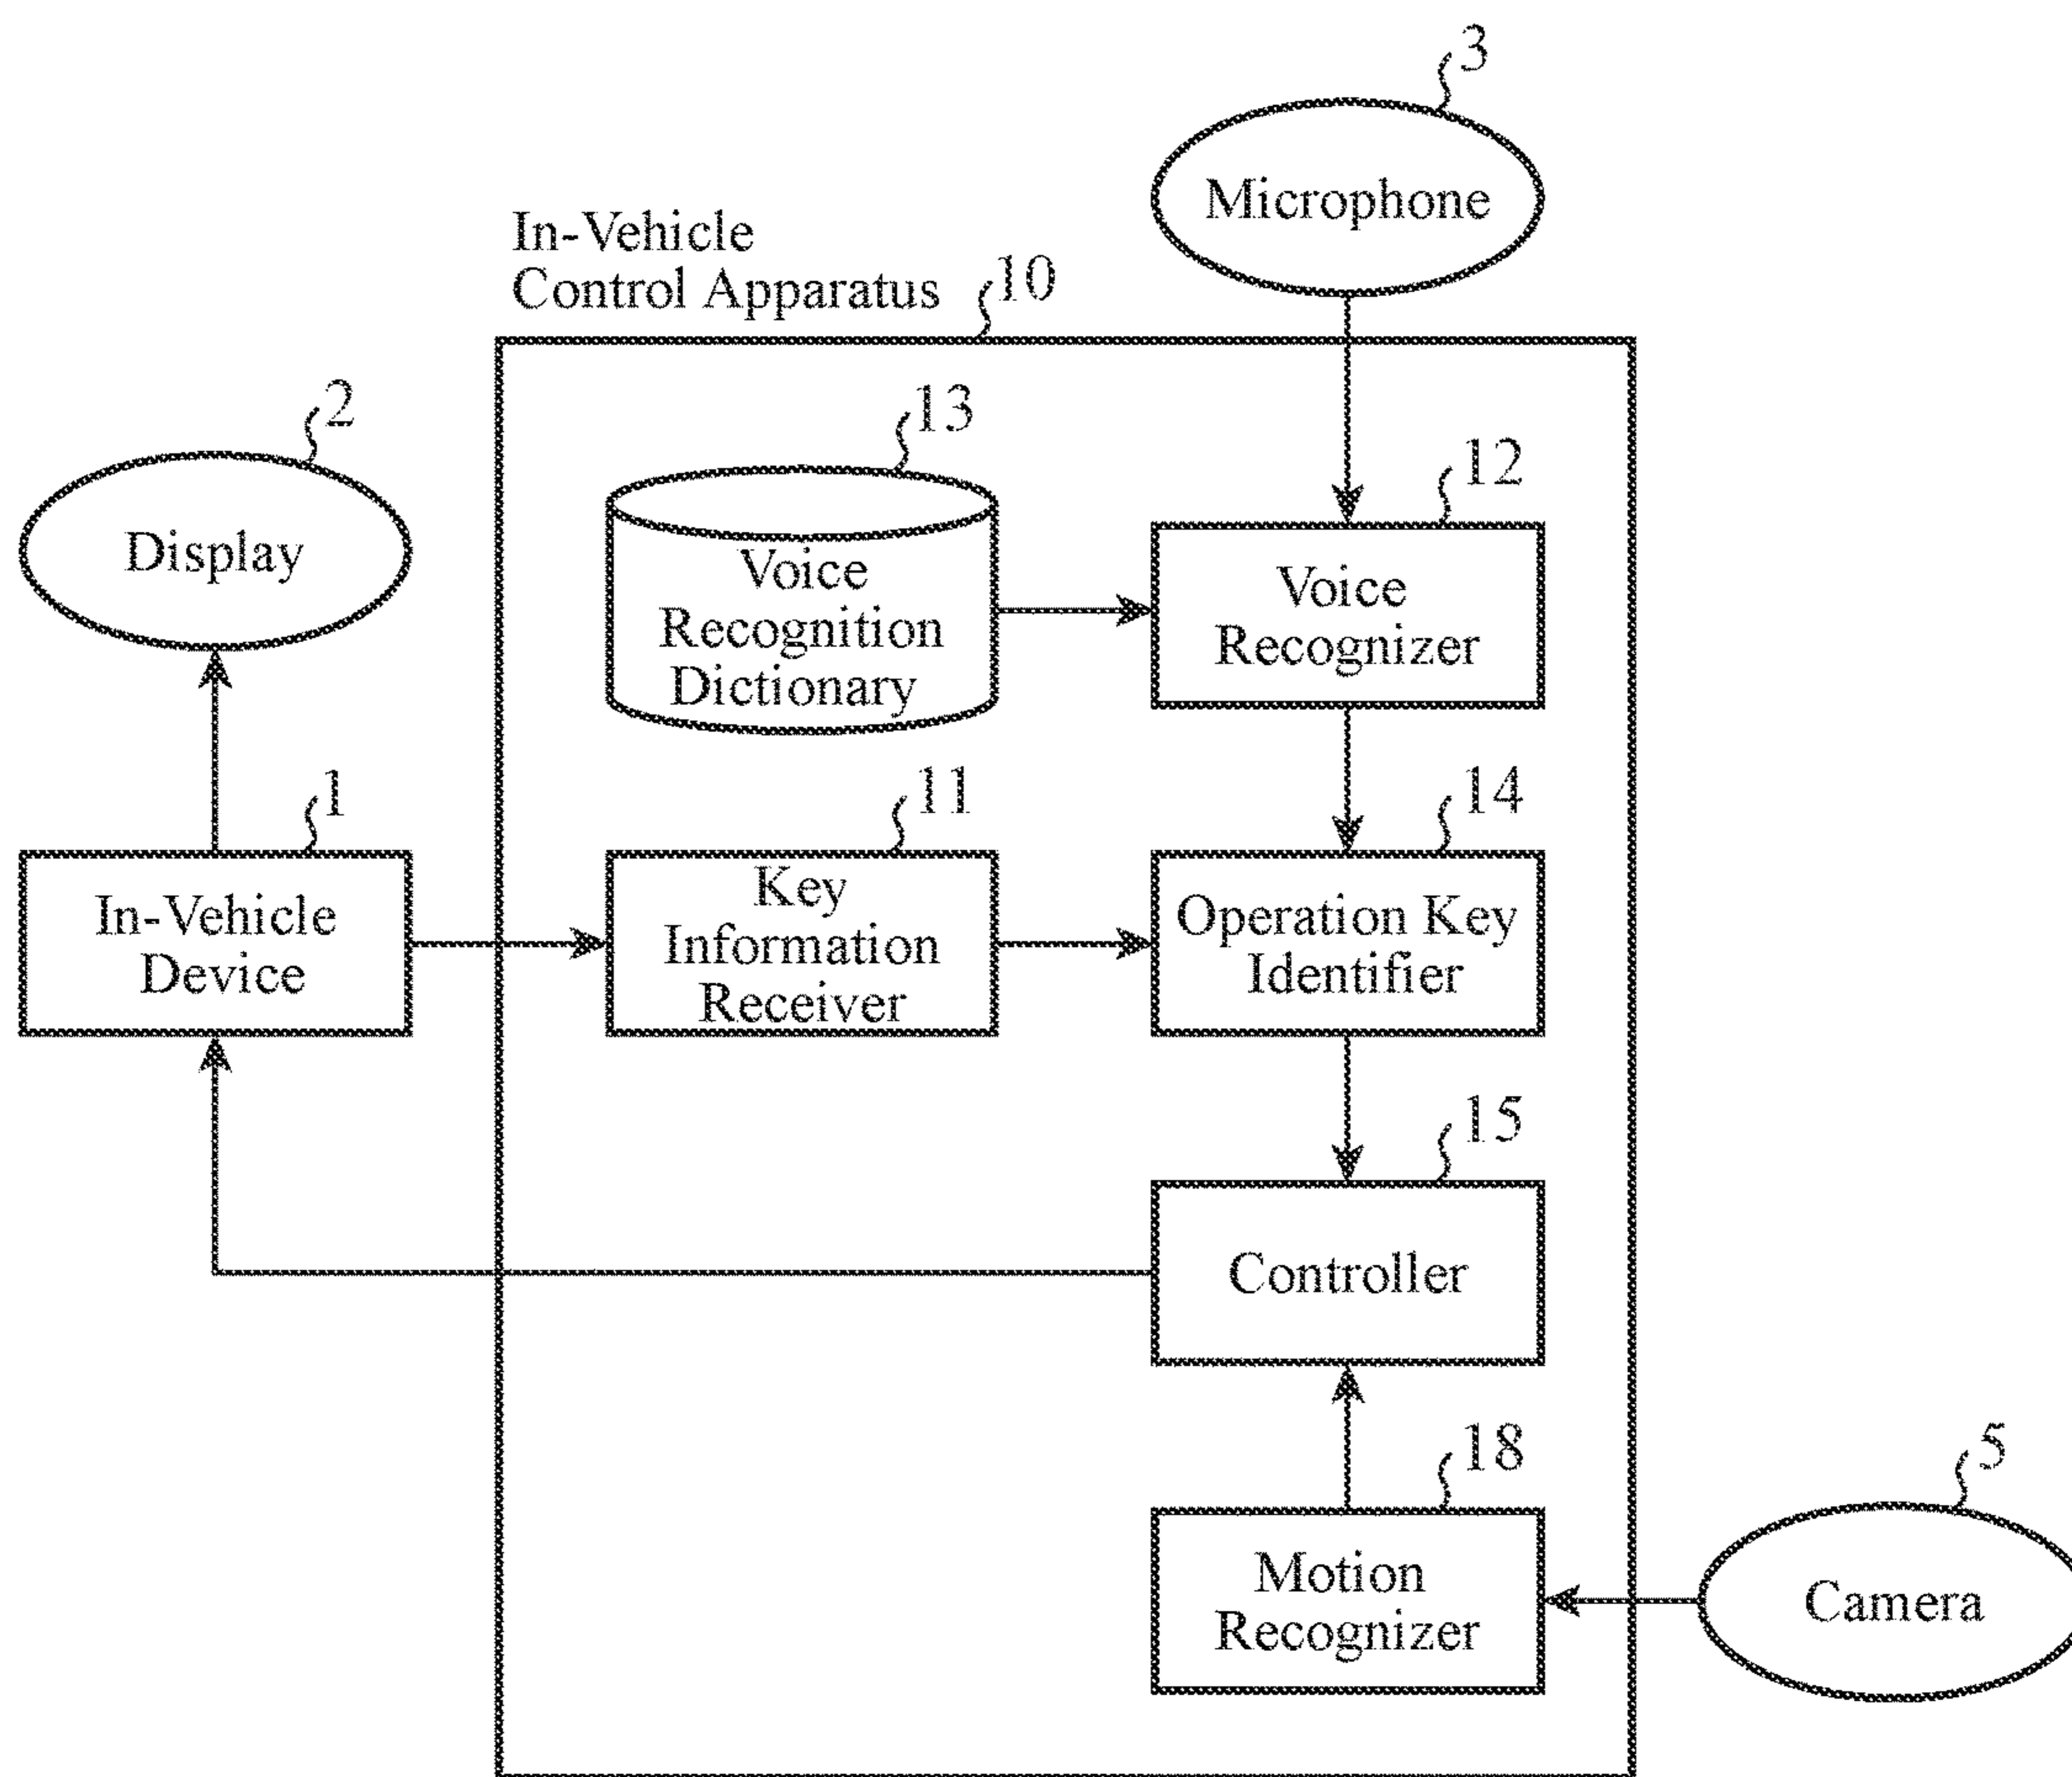 3
Microphone
In-Vehicle
Control Apparatus
10
2
Display
13
Voice
Recognition
Dictionary
12
Voice
Recognizer
1
In-Vehicle
Device
11
Key
Information
Receiver
14
Operation Key
Identifier
15
Controller
18
Motion
Recognizer
5
Camera